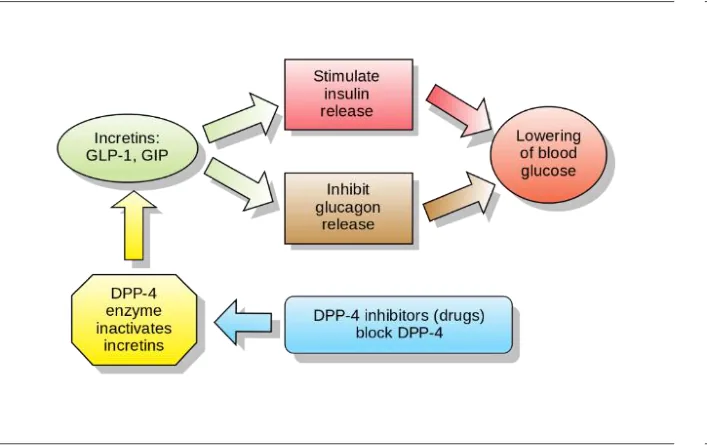 Stimulate
insulin
release
Incretins:
GLP-1, GIP
Lowering
of blood
glucose
Inhibit
glucagon
release
DPP-4
enzyme
inactivates
incretins
DPP-4 inhibitors (drugs)
block DPP-4